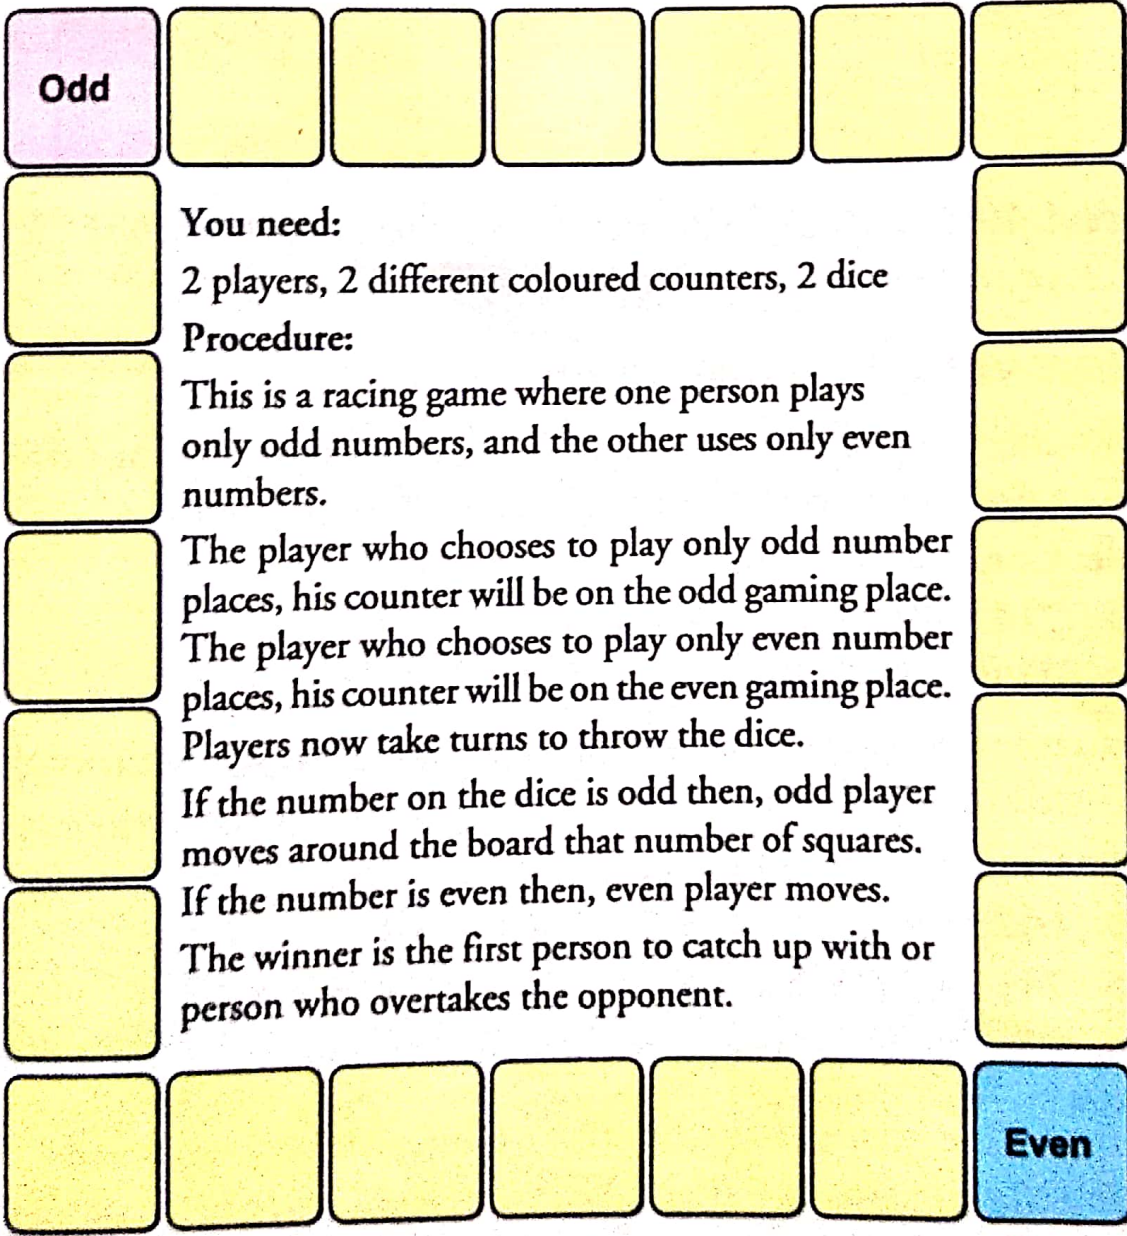 Odd
You need:
2 players, 2 different coloured counters, 2 dice
Procedure:
This is a racing game where one person plays
only odd numbers, and the other uses only even
numbers.
The player who chooses to play only odd number
places, his counter will be on the odd gaming place.
The player who chooses to play only even number
places, his counter will be on the even gaming place.
Players now take turns to throw the dice.
If the number on the dice is odd then, odd player
moves around the board that number of squares.
If the number is even then, even player moves.
The winner is the first person to catch up with or
person who overtakes the opponent.
Even